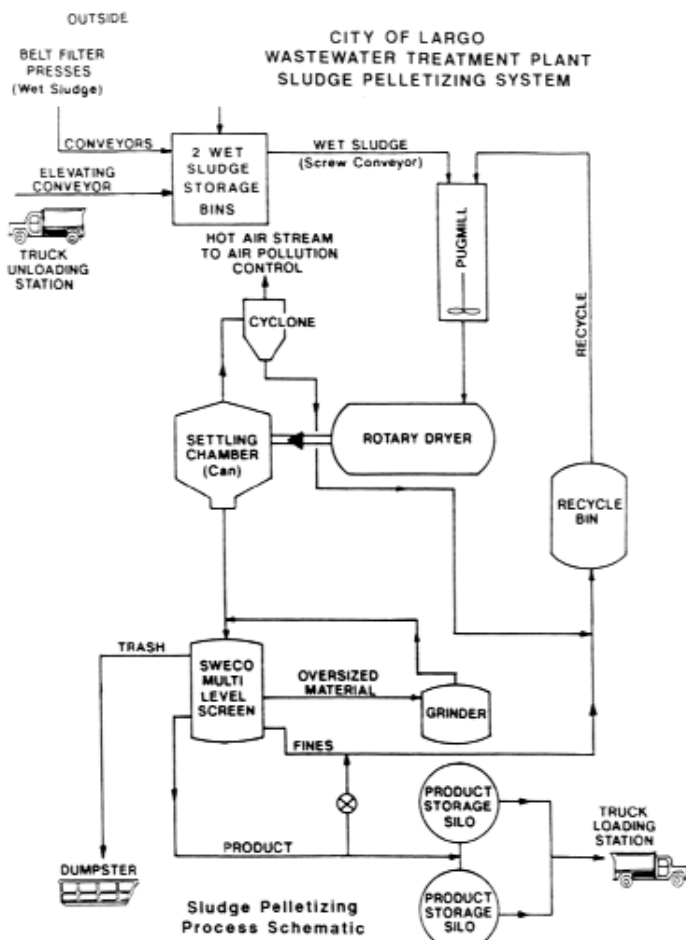 OUTSIDE
CITY OF LARGO
WASTEWATER TREATMENT PLANT
SLUDGE PELLETIZING SYSTEM
BELT FILTER
PRESSES
(Wet Sludge)
CONVEYORS
ELEVATING
CONVEYOR
2 WET
SLUDGE
STORAGE
BINS
WET SLUDGE
(Screw Conveyor)
TRUCK
UNLOADING
STATION
HOT AIR STREAM
TO AIR POLLUTION
CONTROL
PUGMILL
RECYCLE
CYCLONE
SETTLING
CHAMBER
(Can)
ROTARY DRYER
RECYCLE
BIN
TRASH
SWECO
MULTI
LEVEL
SCREEN
OVERSIZED
MATERIAL
GRINDER
FINES
PRODUCT
STORAGE
SILO
TRUCK
LOADING
STATION
PRODUCT
DUMPSTER
PRODUCT
STORAGE
SILO
Sludge Pelletizing
Process Schematic